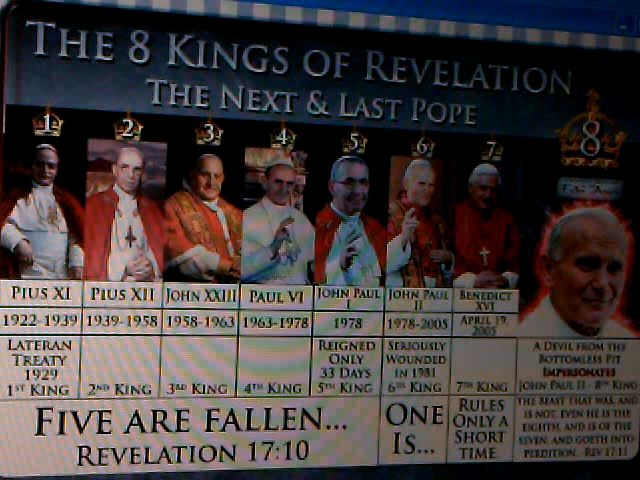 THE 8 KINGS OF REVELATION
THE NEXT & LAST POPE
1 2 3 4 5 6 7 8
PIUS XI PIUS XII JOHN XXIII PAUL VI JOHN PAUL I JOHN PAUL II BENEDICT XVI
1922-1939 1939-1958 1958-1963 1963-1978 1978 1978-2005 APRIL 19, 2005
LATERAN
TREATY
1929
1ST KING
2ND KING
3RD KING
4TH KING
REIGNED
ONLY
33 DAYS
5TH KING
SERIOUSLY
WOUNDED
IN 1981
6TH KING
7TH KING
A DEVIL FROM THE
BOTTOMLESS PIT
IMPERSONATES
JOHN PAUL II - 8TH KING
FIVE ARE FALLEN...
REVELATION 17:10
ONE
IS...
RULES
ONLY A
SHORT
TIME
THE BEAST THAT WAS, AND
IS NOT, EVEN HE IS THE
EIGHTH, AND IS OF THE
SEVEN, AND GOETH INTO
PERDITION. -REV 17:11